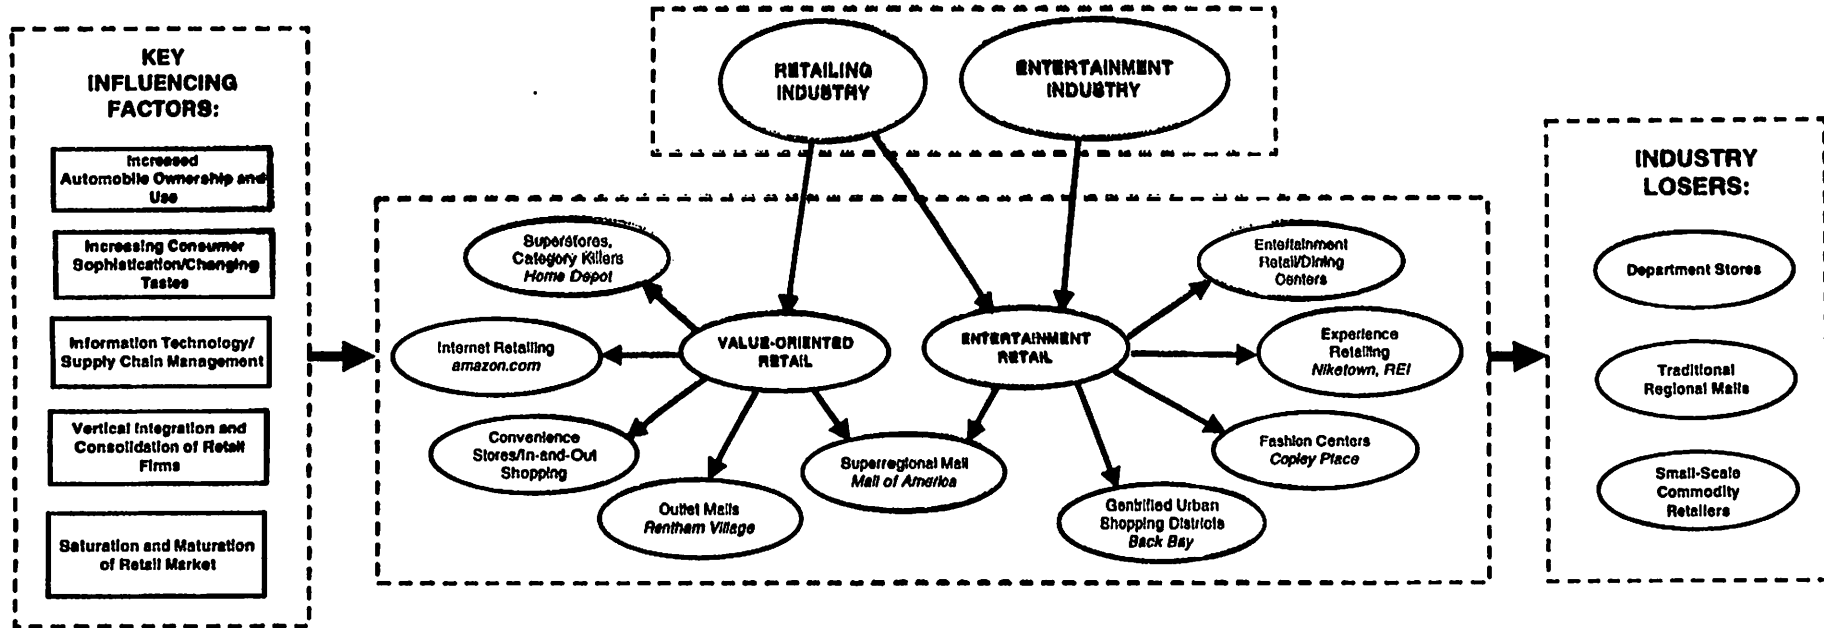 KEY
INFLUENCING
FACTORS:
Increased
Automobile Ownership and
Use
Increasing Consumer
Sophistication/Changing
Tastes
Information Technology/
Supply Chain Management
Vertical Integration and
Consolidation of Retail
Firms
Saturation and Maturation
of Retail Market
RETAILING
INDUSTRY
ENTERTAINMENT
INDUSTRY
Superstores,
Category Killers
Home Depot
Internet Retailing
amazon.com
Convenience
Stores/In-and-Out
Shopping
VALUE-ORIENTED
RETAIL
Outlet Malls
Rentham Village
Superregional Mall
Mall of America
ENTERTAINMENT
RETAIL
Entertainment
Retail/Dining
Centers
Experience
Retailing
Niketown, REI
Fashion Centers
Copley Place
Gentrified Urban
Shopping Districts
Back Bay
INDUSTRY
LOSERS:
Department Stores
Traditional
Regional Malls
Small-Scale
Commodity
Retailers